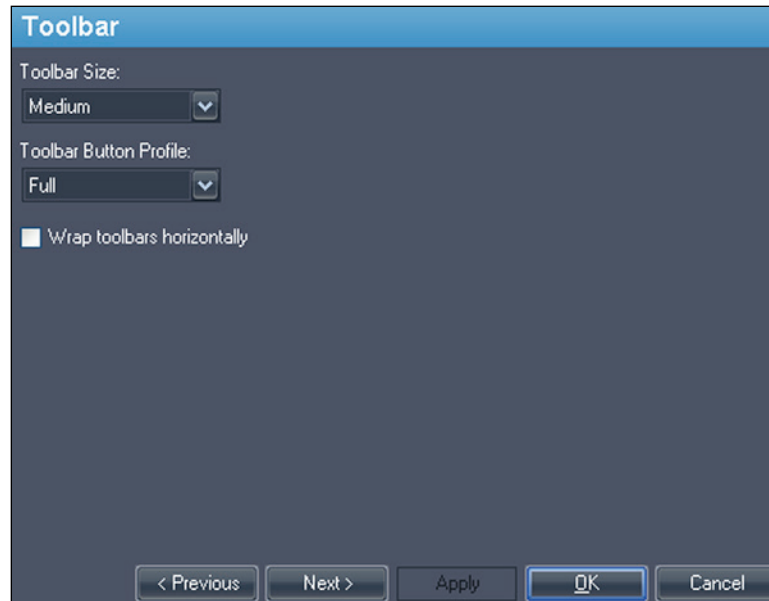 Toolbar
Toolbar Size:
Medium
Toolbar Button Profile:
Full
Wrap toolbars horizontally
< Previous Next > Apply OK Cancel